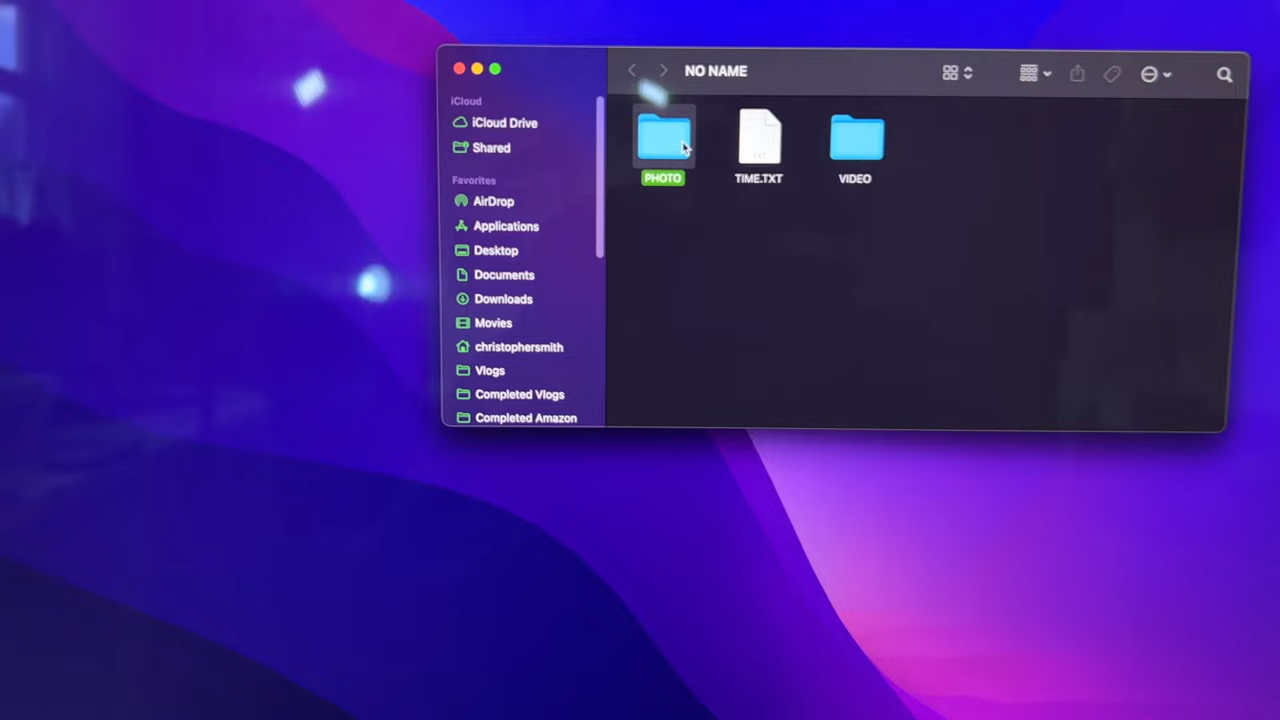 NO NAME
iCloud
iCloud Drive
Shared
Favorites
AirDrop
Applications
Desktop
Documents
Downloads
Movies
christophersmith
Vlogs
Completed Vlogs
Completed Amazon
PHOTO
TXT
TIME.TXT
VIDEO